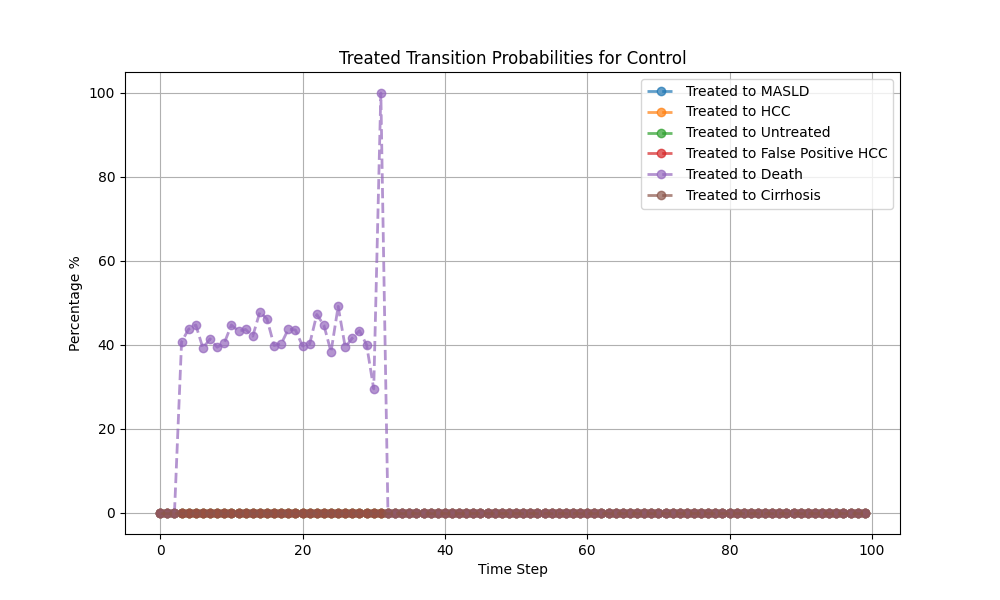 Treated Transition Probabilities for Control
Treated to MASLD
Treated to HCC
Treated to Untreated
Treated to False Positive HCC
Treated to Death
Treated to Cirrhosis
Percentage %
100
80
60
40
20
0
0 20 40 60 80 100
Time Step